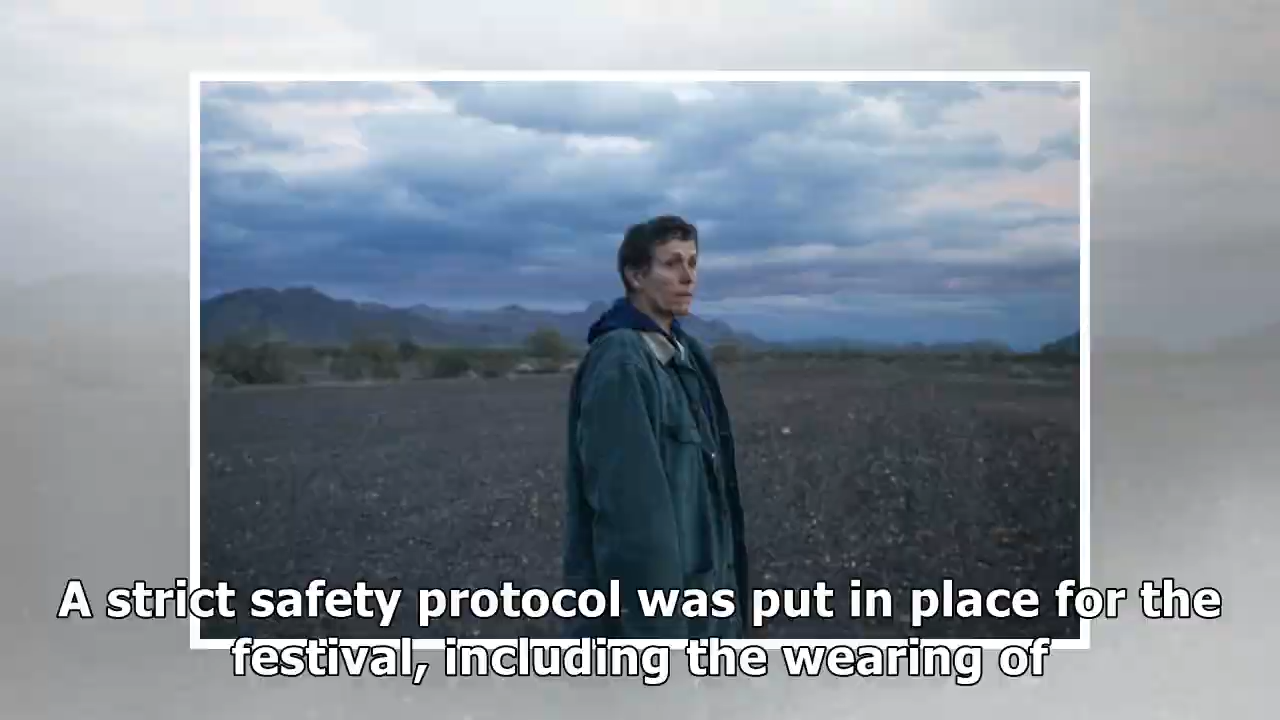 A strict safety protocol was put in place for the
festival, including the wearing of